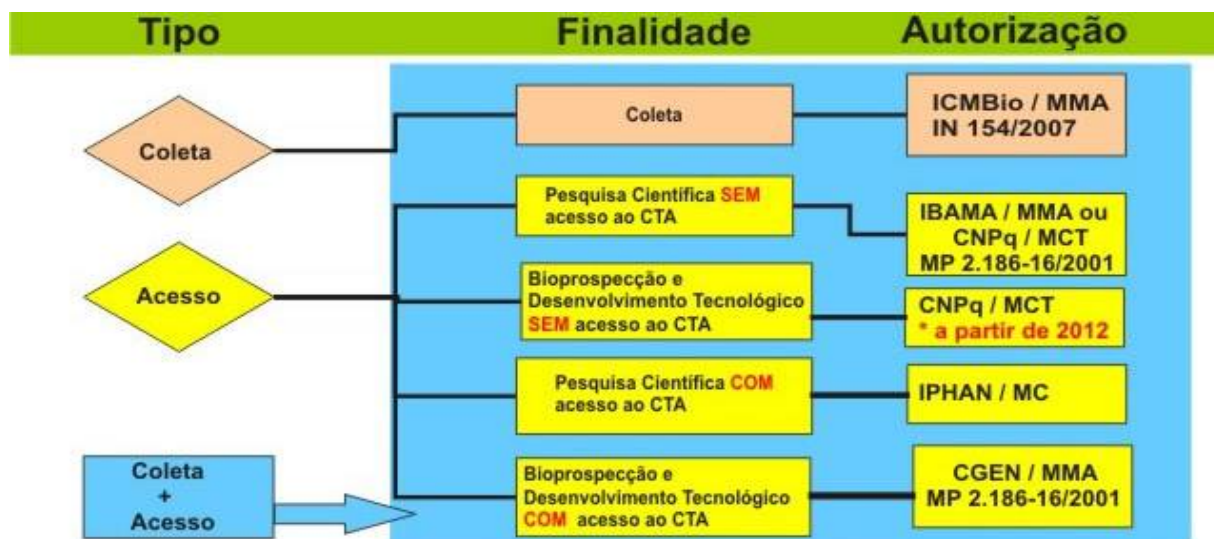 Tipo
Finalidade
Autorização
Coleta
Coleta
ICMBio / MMA
IN 154/2007
Acesso
Pesquisa Científica SEM
acesso ao CTA
IBAMA / MMA ou
CNPq / MCT
MP 2.186-16/2001
Bioprospecção e
Desenvolvimento Tecnológico
SEM acesso ao CTA
CNPq / MCT
* a partir de 2012
Pesquisa Científica COM
acesso ao CTA
IPHAN / MC
Coleta
+
Acesso
Bioprospecção e
Desenvolvimento Tecnológico
COM acesso ao CTA
CGEN / MMA
MP 2.186-16/2001